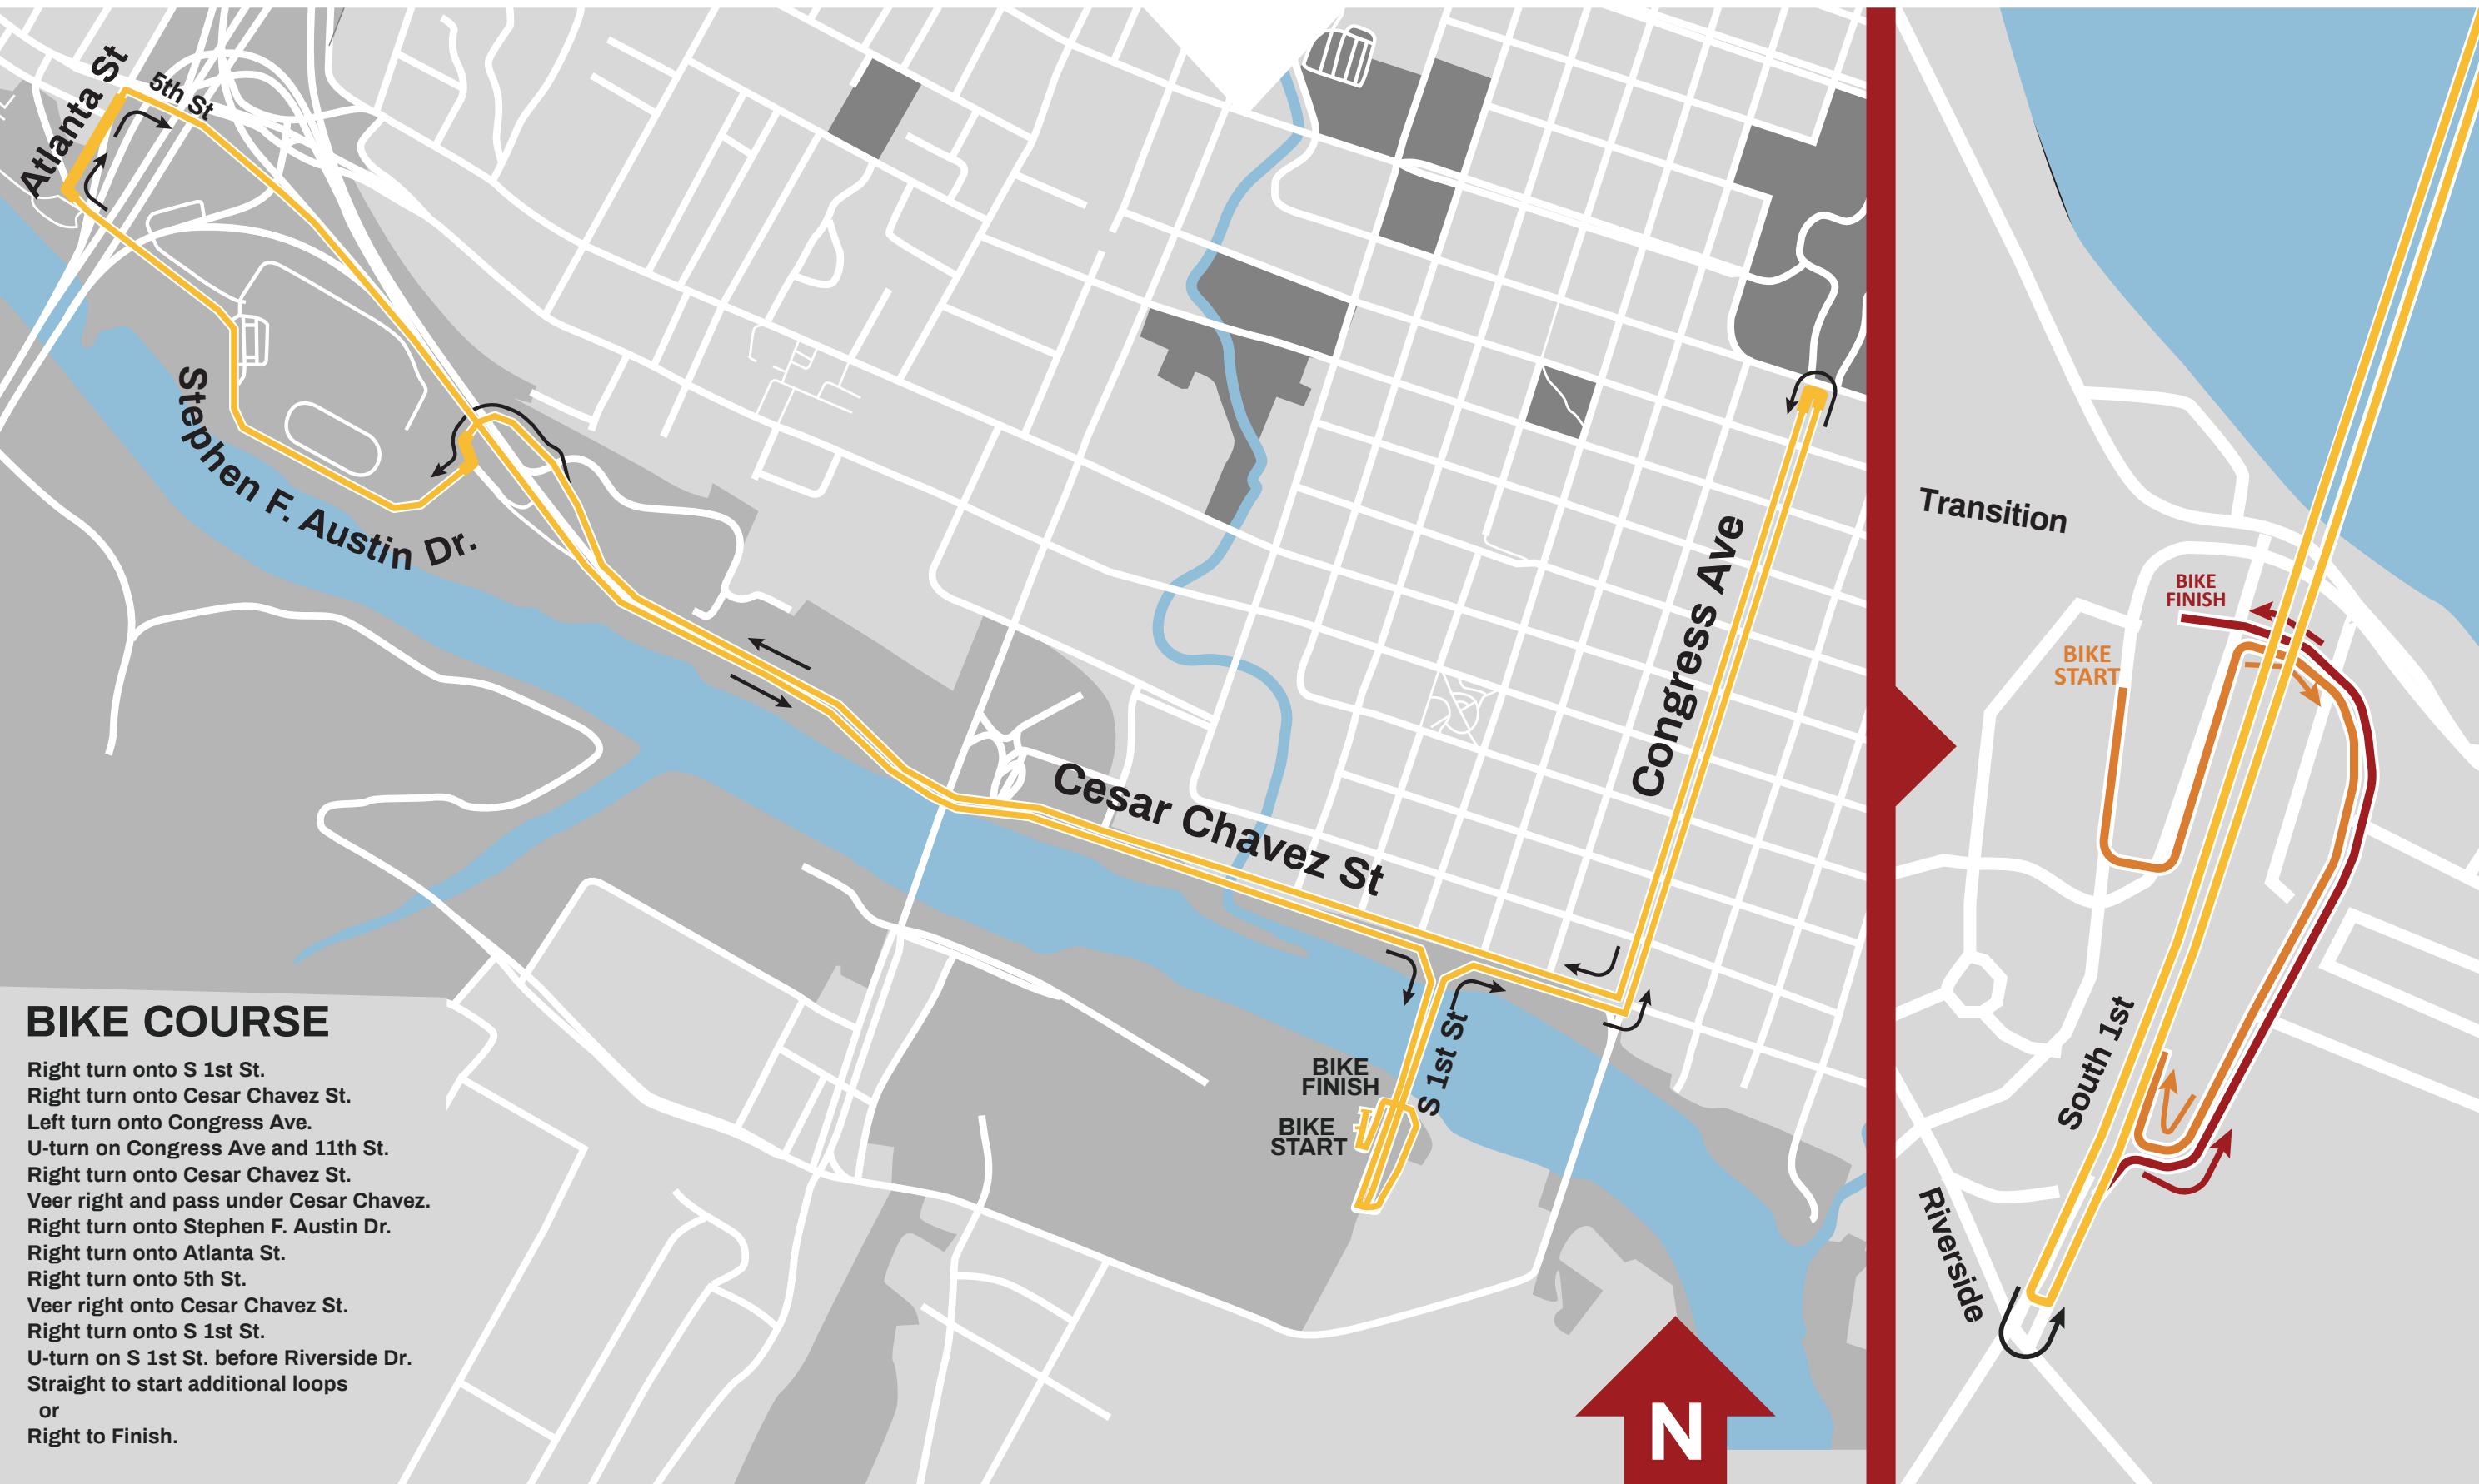 Atlanta St
5th St
Stephen F. Austin Dr.
Cesar Chavez St
Congress Ave
S 1st St
BIKE
FINISH
BIKE
START
BIKE COURSE
Right turn onto S 1st St.
Right turn onto Cesar Chavez St.
Left turn onto Congress Ave.
U-turn on Congress Ave and 11th St.
Right turn onto Cesar Chavez St.
Veer right and pass under Cesar Chavez.
Right turn onto Stephen F. Austin Dr.
Right turn onto Atlanta St.
Right turn onto 5th St.
Veer right onto Cesar Chavez St.
Right turn onto S 1st St.
U-turn on S 1st St. before Riverside Dr.
Straight to start additional loops
or
Right to Finish.
N
Transition
BIKE
FINISH
BIKE
START
South 1st
Riverside